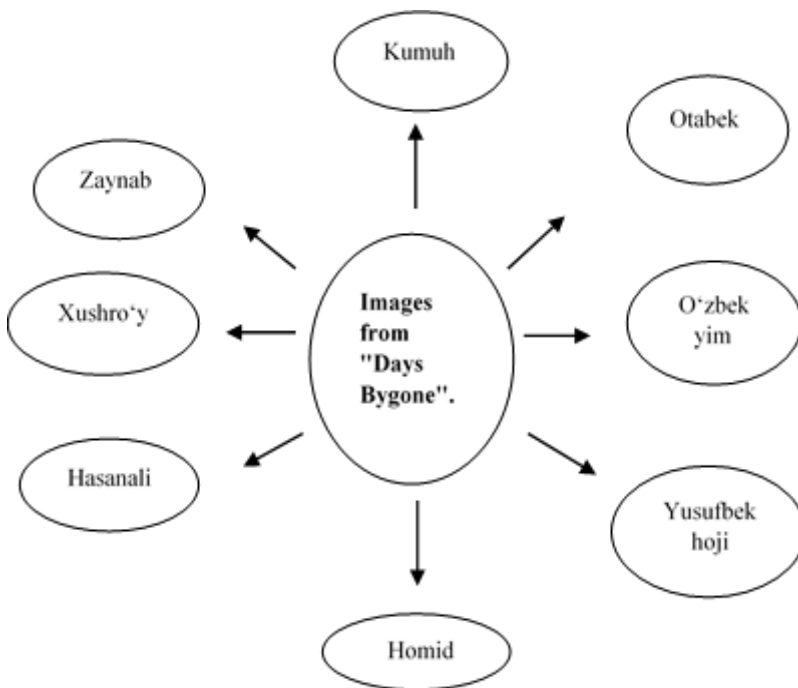 Kumuh
Otabek
Zaynab
Xushro‘y
Images
from
"Days
Bygone".
O‘zbek
yim
Hasanali
Yusufbek
hoji
Homid